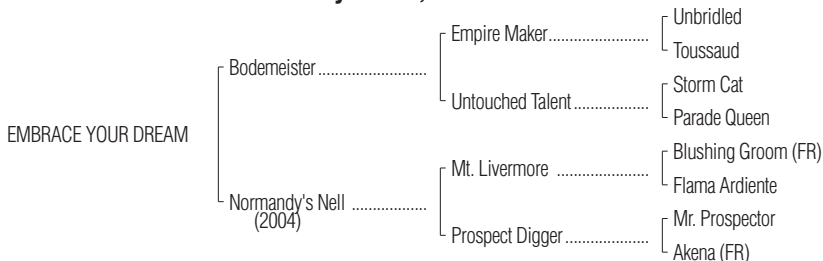 Unbridled
Empire Maker........................
Toussaud
Bodemeister..........................
Storm Cat
Untouched Talent..................
Parade Queen
EMBRACE YOUR DREAM
Blushing Groom (FR)
Mt. Livermore ......................
Flama Ardiente
Normandy's Nell ..................
(2004)
Mr. Prospector
Prospect Digger....................
Akena (FR)